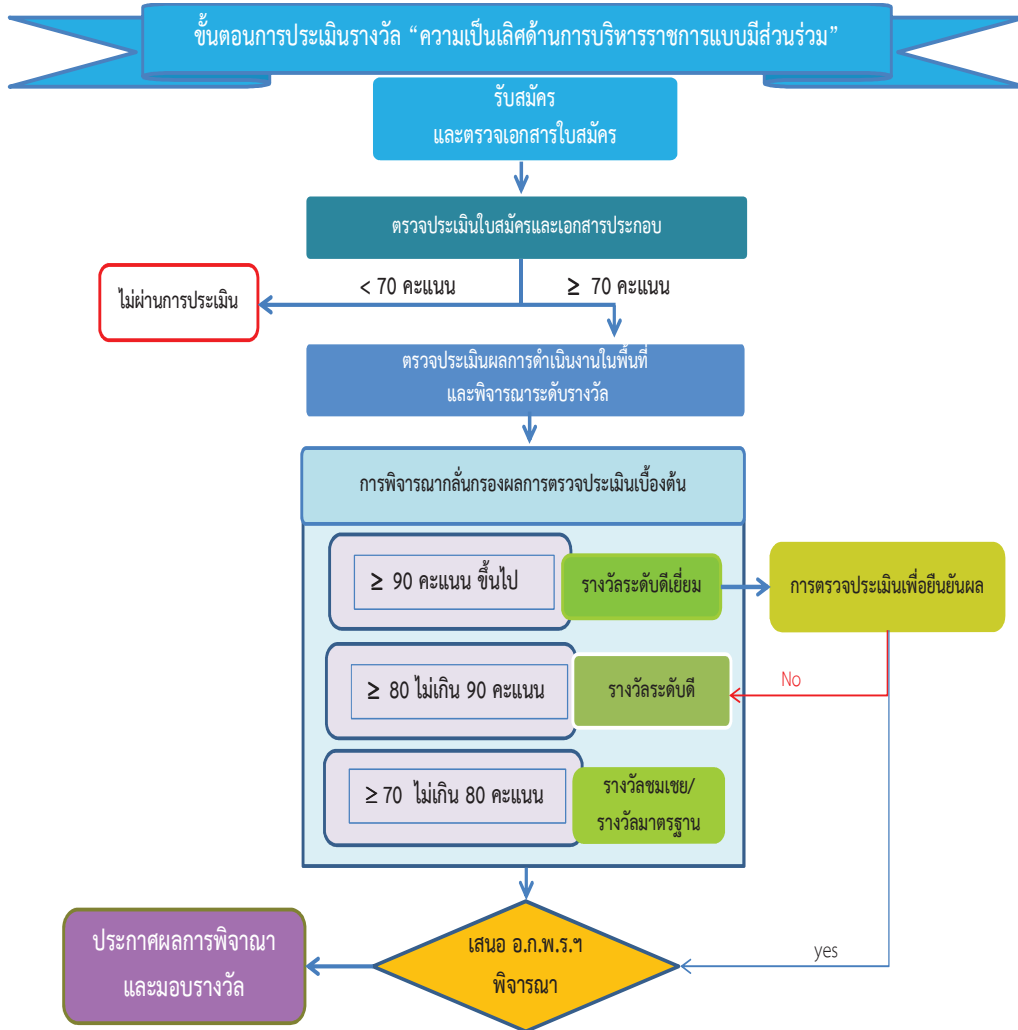 ขั้นตอนการประเมินรางวัล “ความเป็นเลิศด้านการบริหารราชการแบบมีส่วนร่วม”
รับสมัคร
และตรวจเอกสารใบสมัคร
ตรวจประเมินใบสมัครและเอกสารประกอบ
< 70 คะแนน
≥ 70 คะแนน
ไม่ผ่านการประเมิน
ตรวจประเมินผลการดำเนินงานในพื้นที่
และพิจารณาระดับรางวัล
การพิจารณากลั่นกรองผลการตรวจประเมินเบื้องต้น
≥ 90 คะแนน ขึ้นไป
รางวัลระดับดีเยี่ยม
การตรวจประเมินเพื่อยืนยันผล
≥ 80 ไม่เกิน 90 คะแนน
รางวัลระดับดี
No
≥ 70 ไม่เกิน 80 คะแนน
รางวัลชมเชย/
รางวัลมาตรฐาน
เสนอ อ.ก.พ.ร.ฯ
พิจารณา
yes
ประกาศผลการพิจาณา
และมอบรางวัล